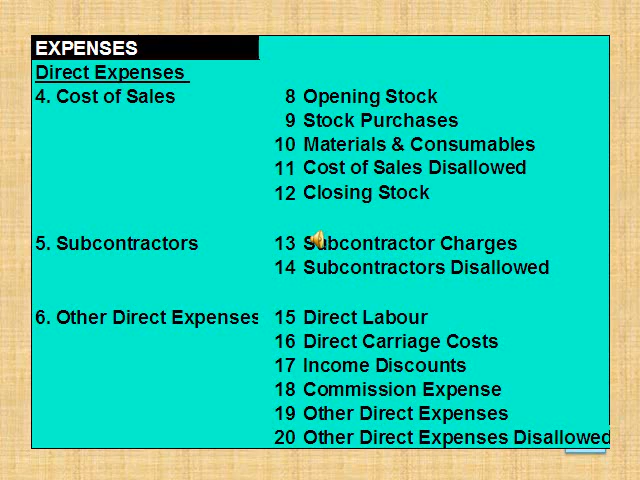 EXPENSES
Direct Expenses
4. Cost of Sales 8 Opening Stock
9 Stock Purchases
10 Materials & Consumables
11 Cost of Sales Disallowed
12 Closing Stock
5. Subcontractors 13 Subcontractor Charges
14 Subcontractors Disallowed
6. Other Direct Expenses 15 Direct Labour
16 Direct Carriage Costs
17 Income Discounts
18 Commission Expense
19 Other Direct Expenses
20 Other Direct Expenses Disallowed